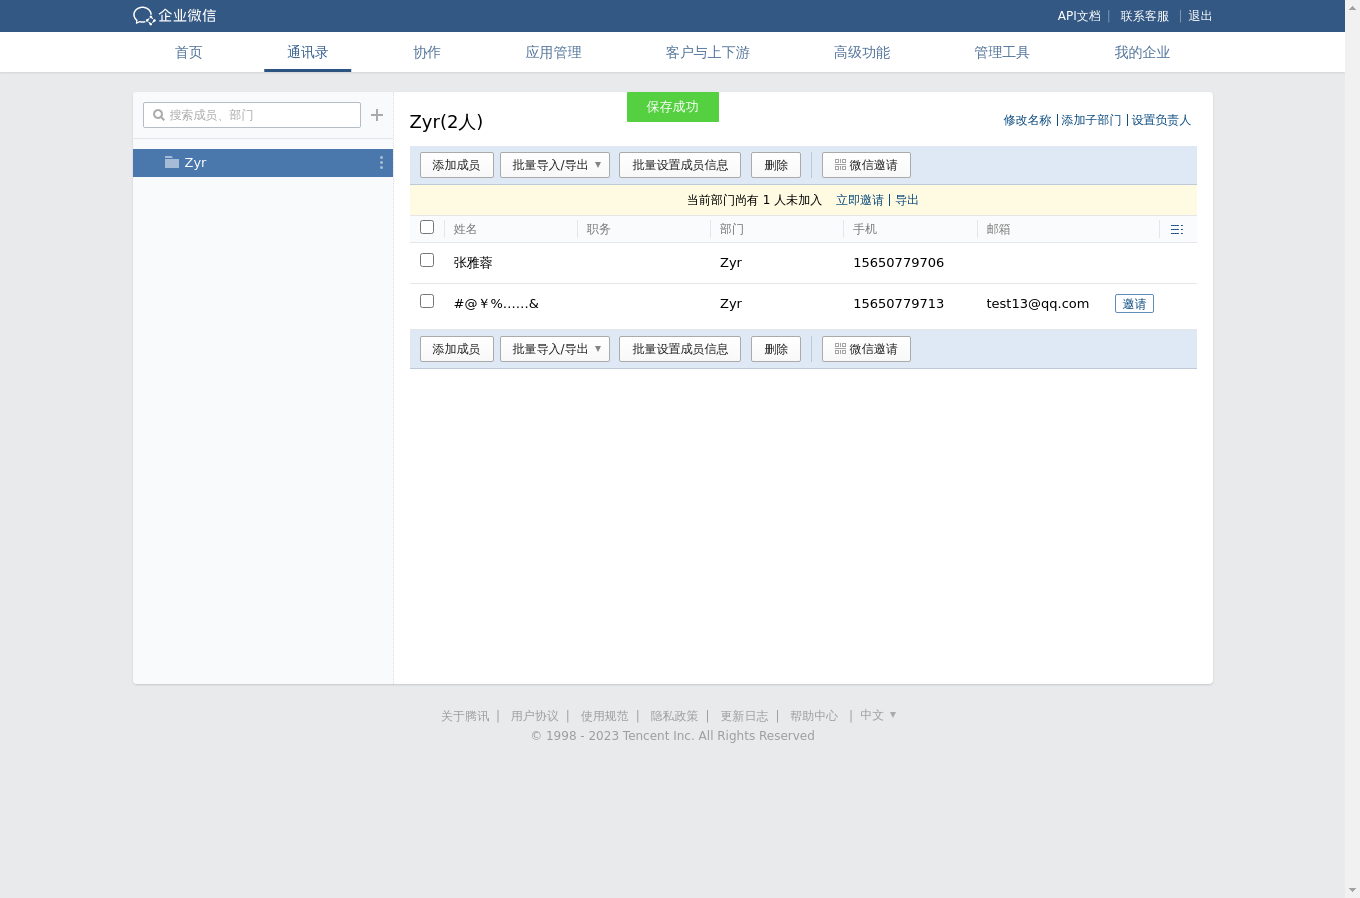 企业微信 API文档 | 联系客服 | 退出
首页 通讯录 协作 应用管理 客户与上下游 高级功能 管理工具 我的企业
保存成功
搜索成员、部门
Zyr(2人) 修改名称 | 添加子部门 | 设置负责人
Zyr
添加成员 批量导入/导出 批量设置成员信息 删除 微信邀请
当前部门尚有 1 人未加入 立即邀请 | 导出
姓名 职务 部门 手机 邮箱
张雅蓉 Zyr 15650779706
#@￥%……& Zyr 15650779713 test13@qq.com 邀请
添加成员 批量导入/导出 批量设置成员信息 删除 微信邀请
关于腾讯 | 用户协议 | 使用规范 | 隐私政策 | 更新日志 | 帮助中心 | 中文
© 1998 - 2023 Tencent Inc. All Rights Reserved